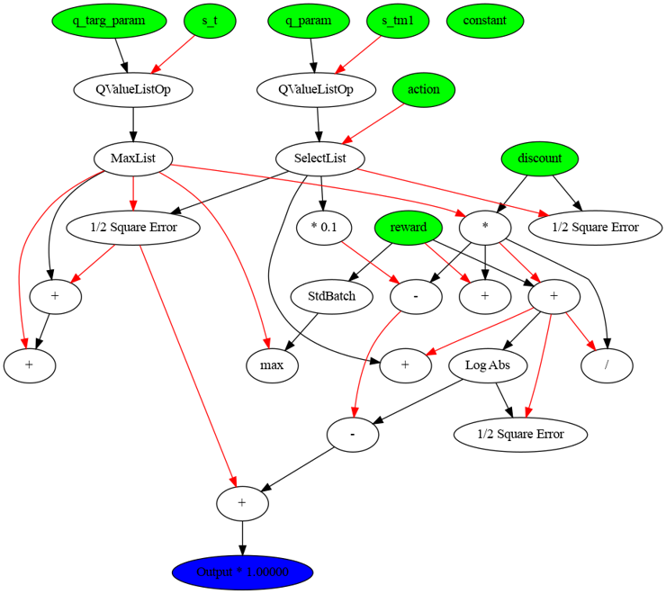 q_targ_param
s_t
q_param
s_tm1
constant
QValueListOp
QValueListOp
action
MaxList
SelectList
discount
1/2 Square Error
* 0.1
reward
*
1/2 Square Error
+
StdBatch
-
+
+
+
max
+
Log Abs
/
-
1/2 Square Error
+
Output * 1.00000